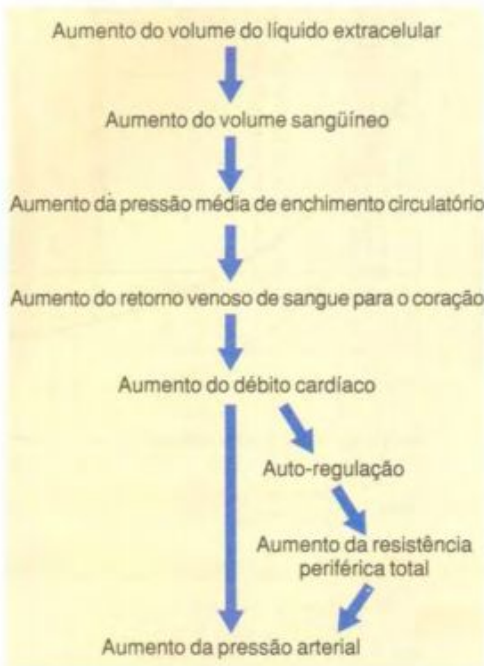 Aumento do volume do líquido extracelular
Aumento do volume sangüíneo
Aumento da pressão média de enchimento circulatório
Aumento do retorno venoso de sangue para o coração
Aumento do débito cardíaco
Auto-regulação
Aumento da resistência
periférica total
Aumento da pressão arterial